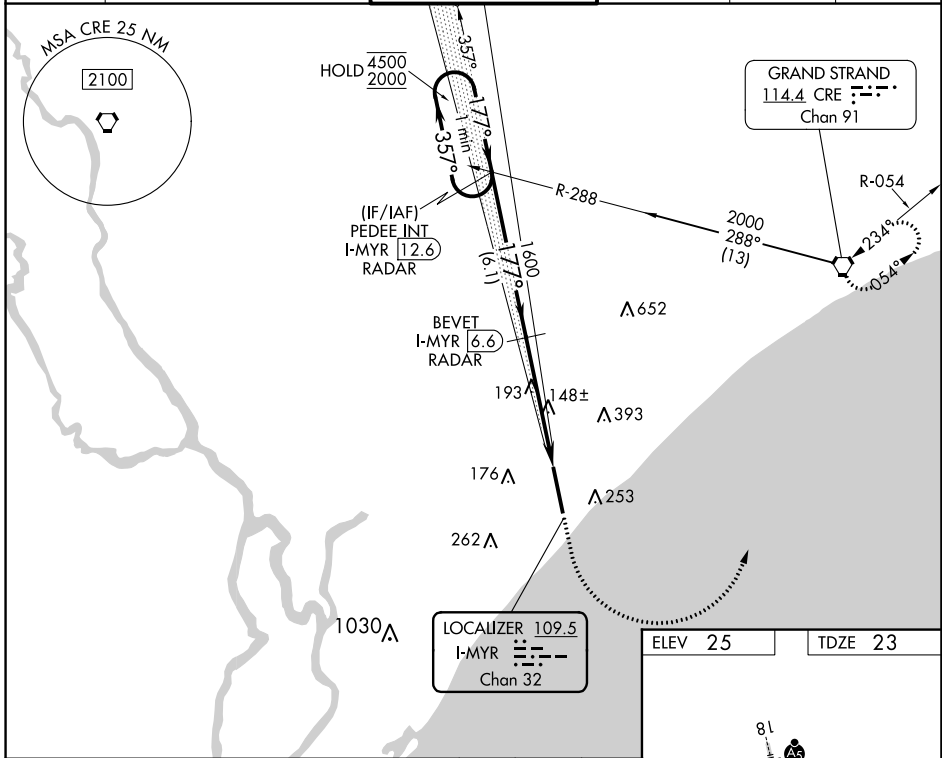 MSA CRE 25 NM
2100
HOLD 4500
2000
357°
177°
1 min
357°
(IF/IAF)
PEDEE INT
I-MYR 12.6
RADAR
GRAND STRAND
114.4 CRE
Chan 91
R-054
R-288
2000
288°
(13)
234°
054°
1600
177°
(6.1)
BEVET
I-MYR 6.6
RADAR
652
193
148±
393
176
253
262
1030
LOCALIZER 109.5
I-MYR
Chan 32
ELEV 25
TDZE 23
18
A5